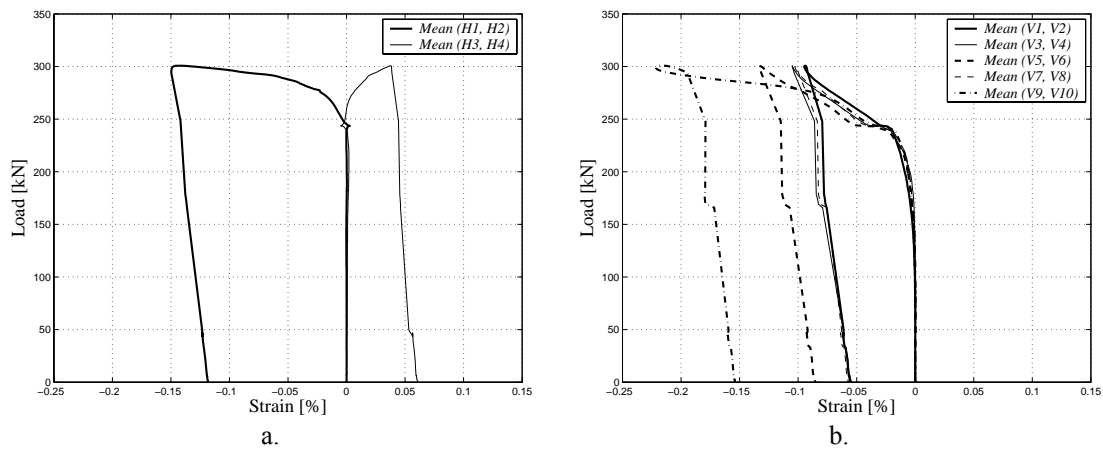 350
300
250
200
150
100
50
0
Load [kN]
Mean (H1, H2)
Mean (H3, H4)
−0.25
−0.2
−0.15
−0.1
−0.05
0
0.05
0.1
0.15
Strain [%]
a.
350
300
250
200
150
100
50
0
Load [kN]
Mean (V1, V2)
Mean (V3, V4)
Mean (V5, V6)
Mean (V7, V8)
Mean (V9, V10)
−0.25
−0.2
−0.15
−0.1
−0.05
0
0.05
0.1
0.15
Strain [%]
b.